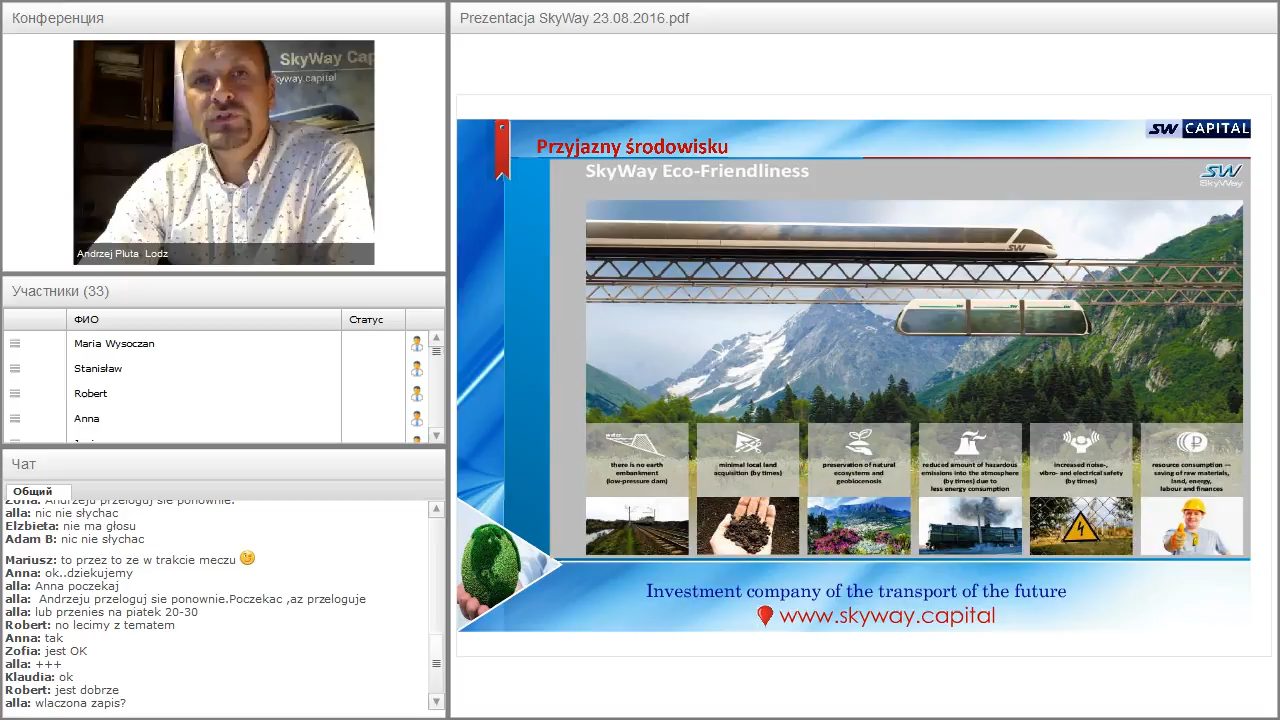 Конференция
SkyWay Cap
kyway.capital
Andrzej Pluta Lodz
Участники (33)
ФИО
Статус
Maria Wysoczan
Stanisław
Robert
Anna
Чат
Общий
Zofia: Andrzeju przeloguj sie ponownie.
alla: nic nie słychac
Elzbieta: nie ma głosu
Adam B: nic nie słychac
Mariusz: to przez to ze w trakcie meczu
Anna: ok..dziekujemy
alla: Anna poczekaj
alla: Andrzeju przeloguj sie ponownie.Poczekac ,az przeloguje
alla: lub przenies na piatek 20-30
Robert: no lecimy z tematem
Anna: tak
Zofia: jest OK
alla: +++
Klaudia: ok
Robert: jest dobrze
alla: wlaczona zapis?
Prezentacja SkyWay 23.08.2016.pdf
SW CAPITAL
Przyjazny środowisku
SkyWay Eco-Friendliness
SW
SkyWay
SW
there is no earth
embankment
(low-pressure dam)
minimal local land
acquisition (by times)
preservation of natural
ecosystems and
geobiocenosis
reduced amount of hazardous
emissions into the atmosphere
(by times) due to
less energy consumption
increased noise-,
vibro- and electrical safety
(by times)
resource consumption —
saving of raw materials,
land, energy,
labour and finances
Investment company of the transport of the future
www.skyway.capital